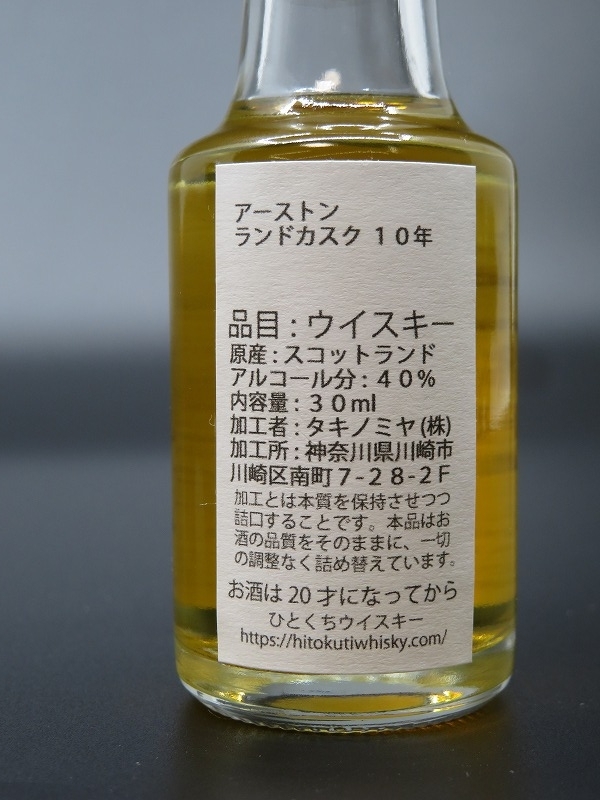 アーストン
ランドカスク １０年
品目：ウイスキー
原産：スコットランド
アルコール分：４０％
内容量：３０ml
加工者：タキノミヤ(株)
加工所：神奈川県川崎市
川崎区南町７-２８-２Ｆ
加工とは本質を保持させつつ
詰口することです。本品はお
酒の品質をそのままに、一切
の調整なく詰め替えています。
お酒は20才になってから
ひとくちウイスキー
https://hitokutiwhisky.com/